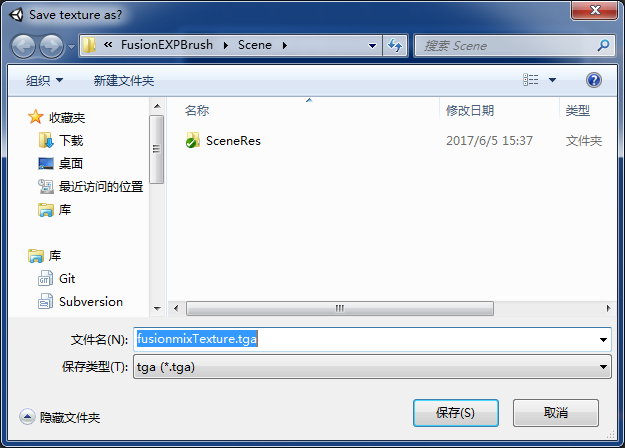 Save texture as?
« FusionEXPBrush Scene
搜索 Scene
组织 新建文件夹
名称 修改日期 类型
收藏夹
下载
桌面
最近访问的位置
库
库
Git
Subversion
SceneRes 2017/6/5 15:37 文件夹
文件名(N): fusionmixTexture.tga
保存类型(T): tga (*.tga)
隐藏文件夹 保存(S) 取消